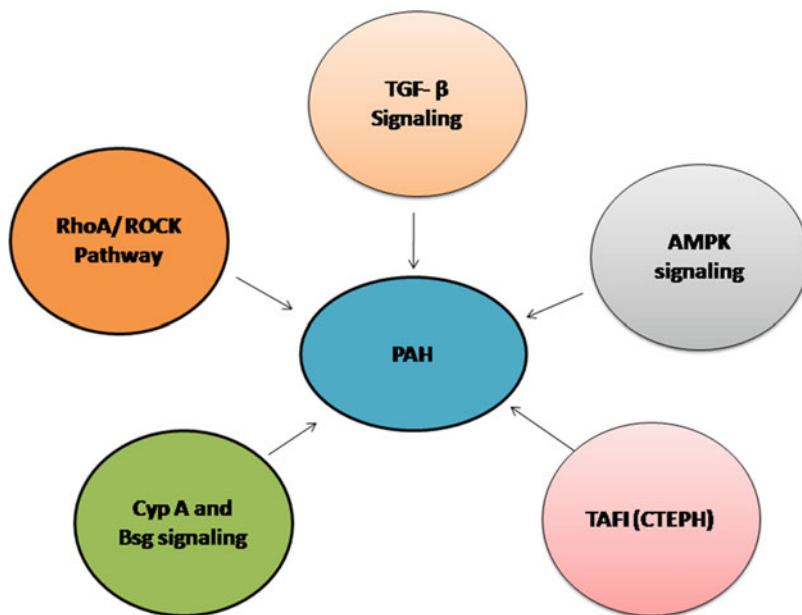 TGF- β
Signaling
RhoA/ ROCK
Pathway
AMPK
signaling
PAH
Cyp A and
Bsg signaling
TAFI (CTEPH)